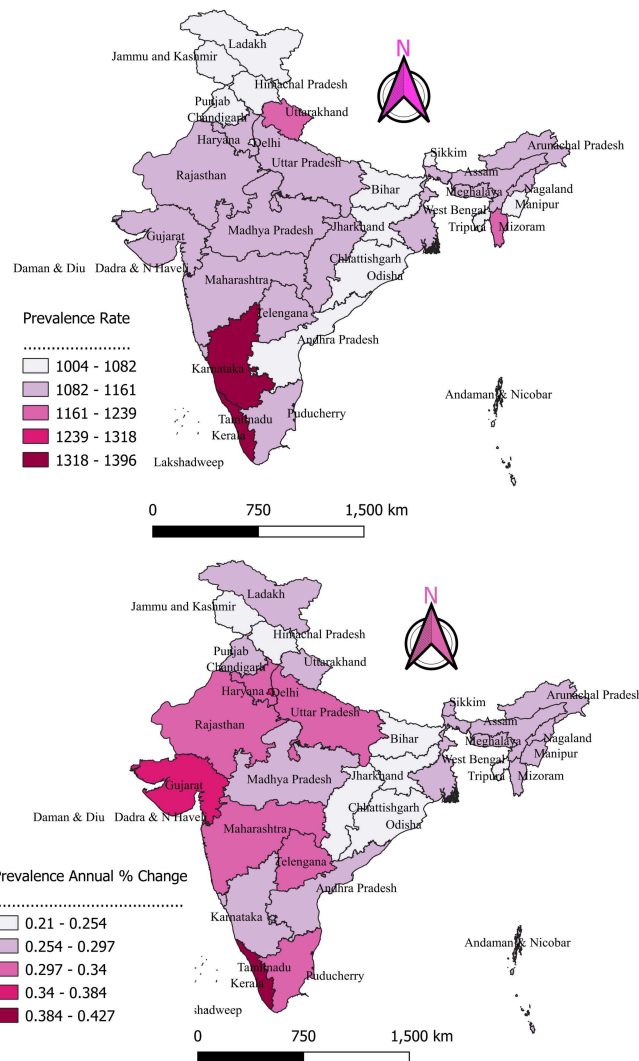 N
Ladakh
Jammu and Kashmir
Himachal Pradesh
Punjab
Chandigarh
Uttarakhand
Haryana
Delhi
Sikkim
Arunachal Pradesh
Uttar Pradesh
Assam
Rajasthan
Bihar
Meghalaya
Nagaland
West Bengal
Manipur
Gujarat
Madhya Pradesh
Jharkhand
Tripura
Mizoram
Chhattishgarh
Daman & Diu
Dadra & N Haveli
Odisha
Maharashtra
Telengana
Prevalence Rate
Andhra Pradesh
.......................
1004 - 1082
Karnataka
1082 - 1161
Andaman & Nicobar
1161 - 1239
Puducherry
Tamilnadu
1239 - 1318
Kerala
1318 - 1396
Lakshadweep
0 750 1,500 km
N
Ladakh
Jammu and Kashmir
Himachal Pradesh
Punjab
Chandigarh
Uttarakhand
Haryana
Delhi
Sikkim
Arunachal Pradesh
Uttar Pradesh
Assam
Rajasthan
Bihar
Meghalaya
Nagaland
West Bengal
Manipur
Gujarat
Madhya Pradesh
Jharkhand
Tripura
Mizoram
Chhattishgarh
Daman & Diu
Dadra & N Haveli
Odisha
Maharashtra
Telengana
Prevalence Annual % Change
Andhra Pradesh
...................................
0.21 - 0.254
Karnataka
0.254 - 0.297
Andaman & Nicobar
0.297 - 0.34
Tamilnadu
Puducherry
0.34 - 0.384
Kerala
0.384 - 0.427
shadweep
0 750 1,500 km